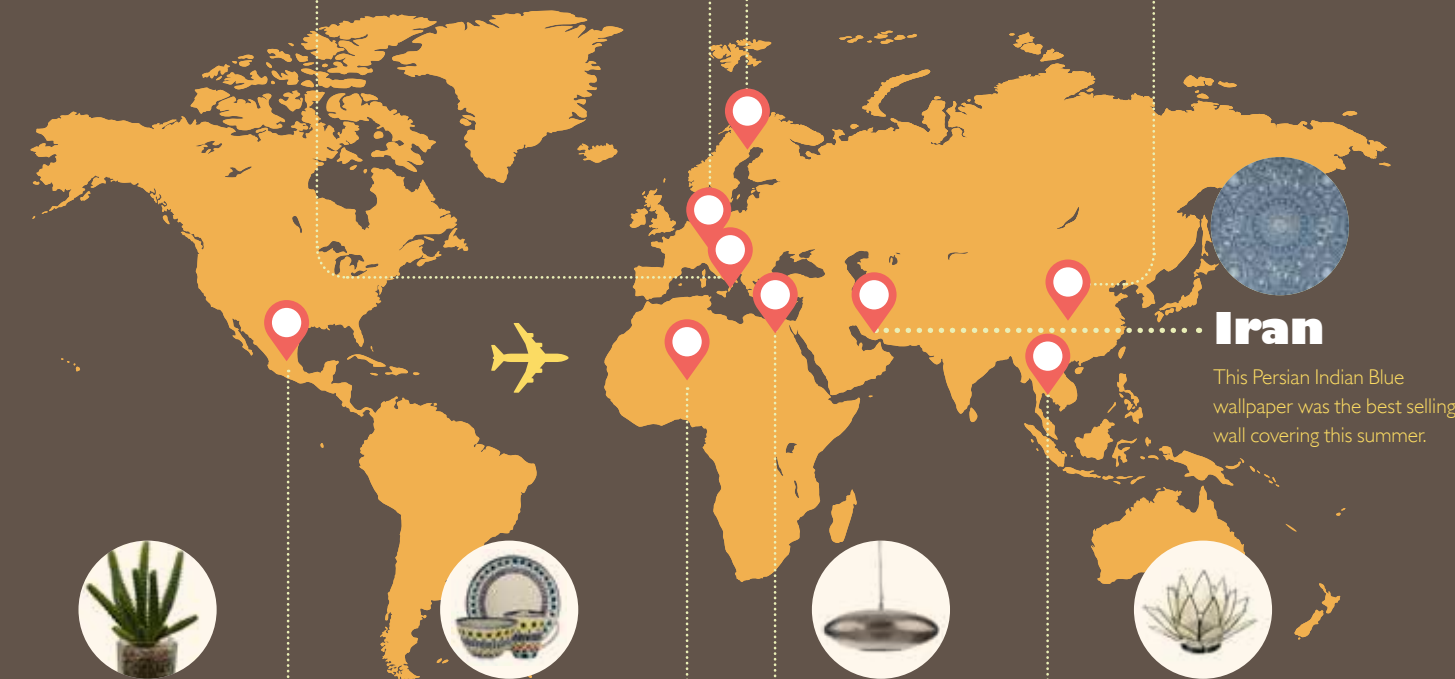 Iran
This Persian Indian Blue
wallpaper was the best selling
wall covering this summer.